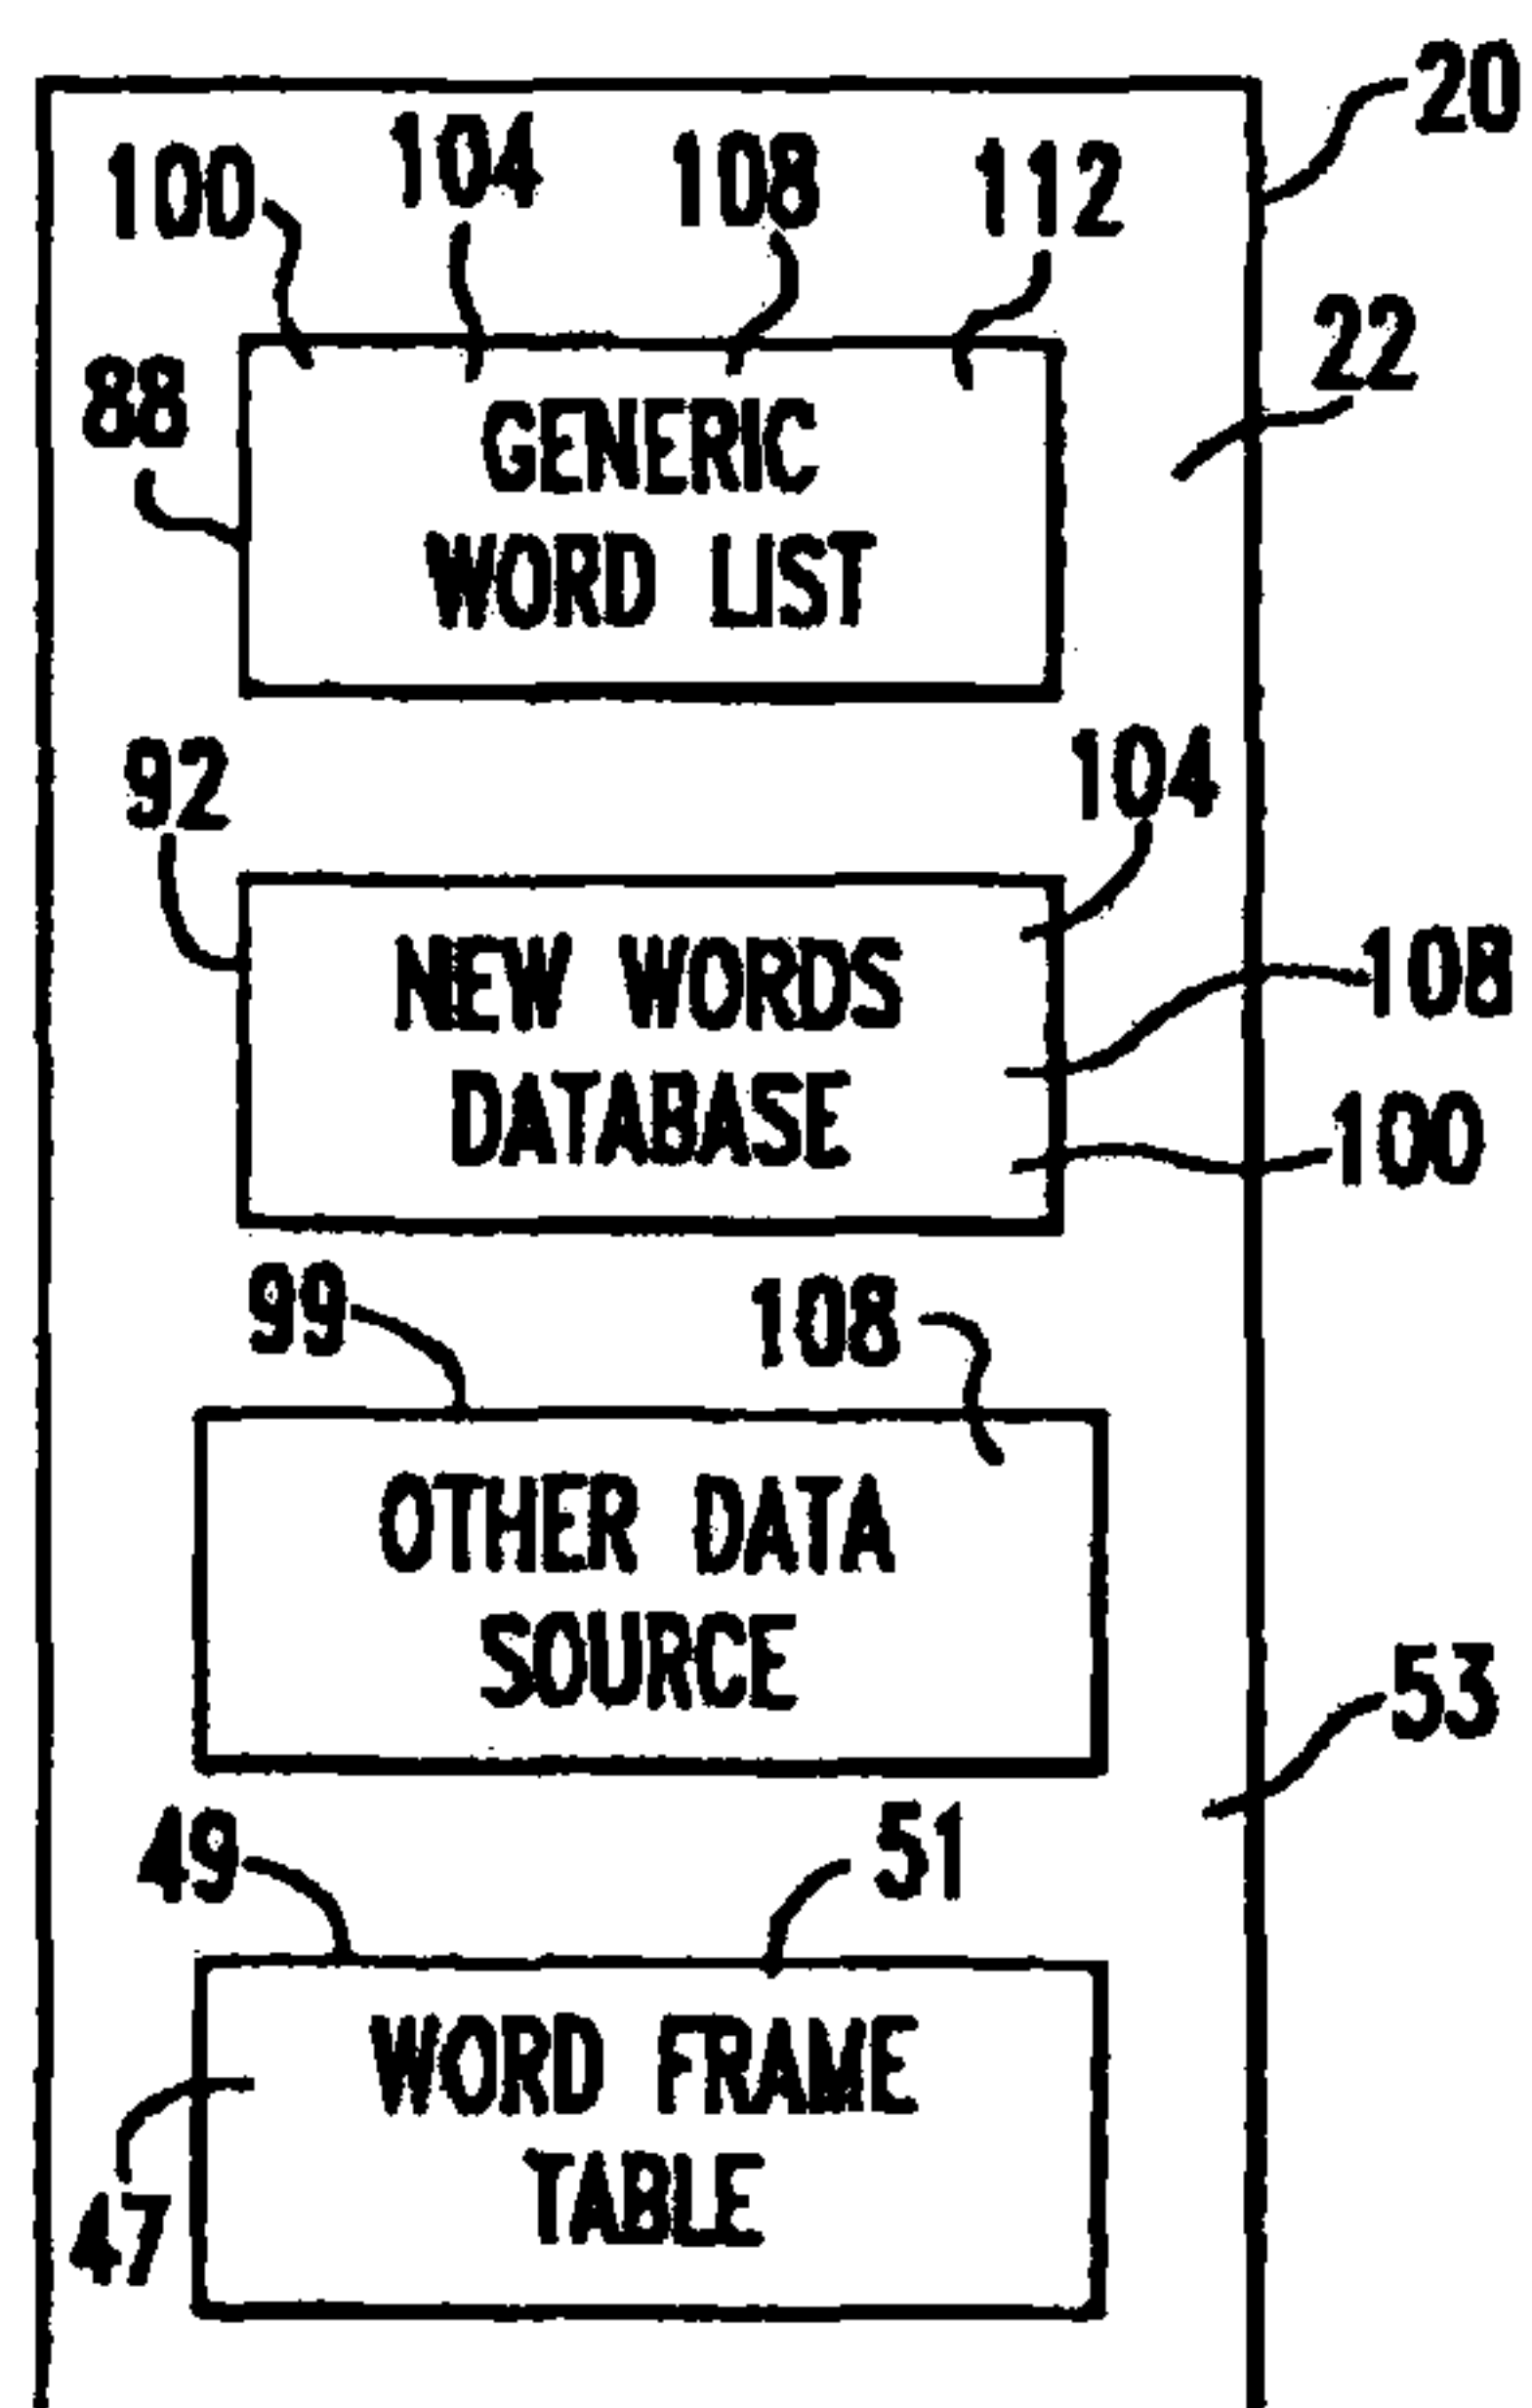 20
100 104 108 112
22
88
GENERIC
WORD LIST
92 104
NEW WORDS
DATABASE
108
100
99 108
OTHER DATA
SOURCE
53
49 51
WORD FRAME
TABLE
47